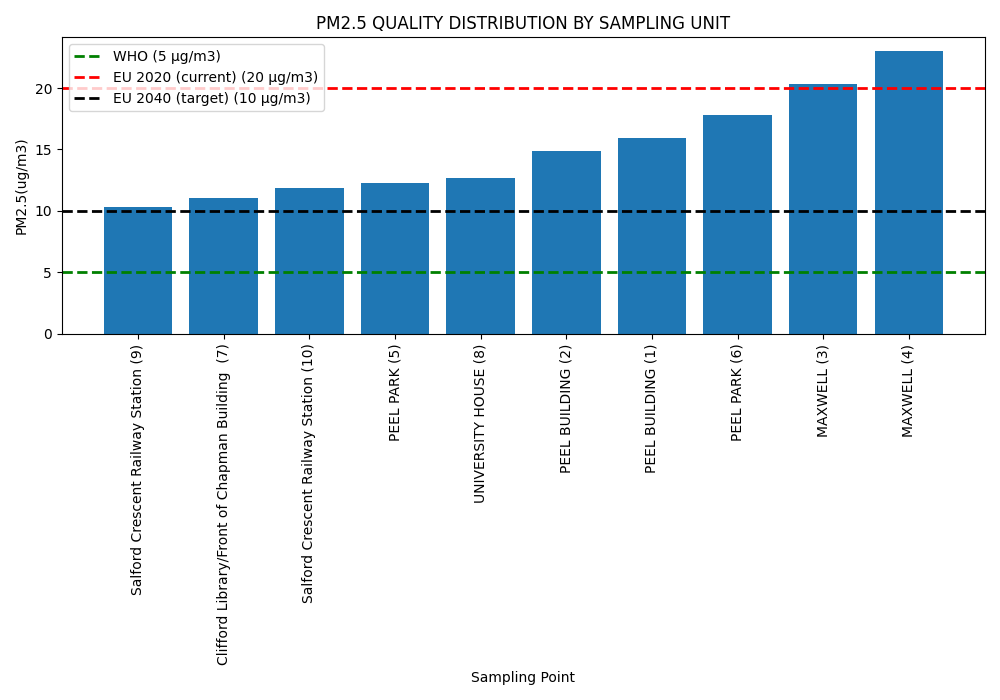 PM2.5 QUALITY DISTRIBUTION BY SAMPLING UNIT
WHO (5 µg/m3)
EU 2020 (current) (20 µg/m3)
EU 2040 (target) (10 µg/m3)
PM2.5(ug/m3)
20
15
10
5
0
Salford Crescent Railway Station (9)
Clifford Library/Front of Chapman Building  (7)
Salford Crescent Railway Station (10)
PEEL PARK (5)
UNIVERSITY HOUSE (8)
PEEL BUILDING (2)
PEEL BUILDING (1)
PEEL PARK (6)
MAXWELL (3)
MAXWELL (4)
Sampling Point